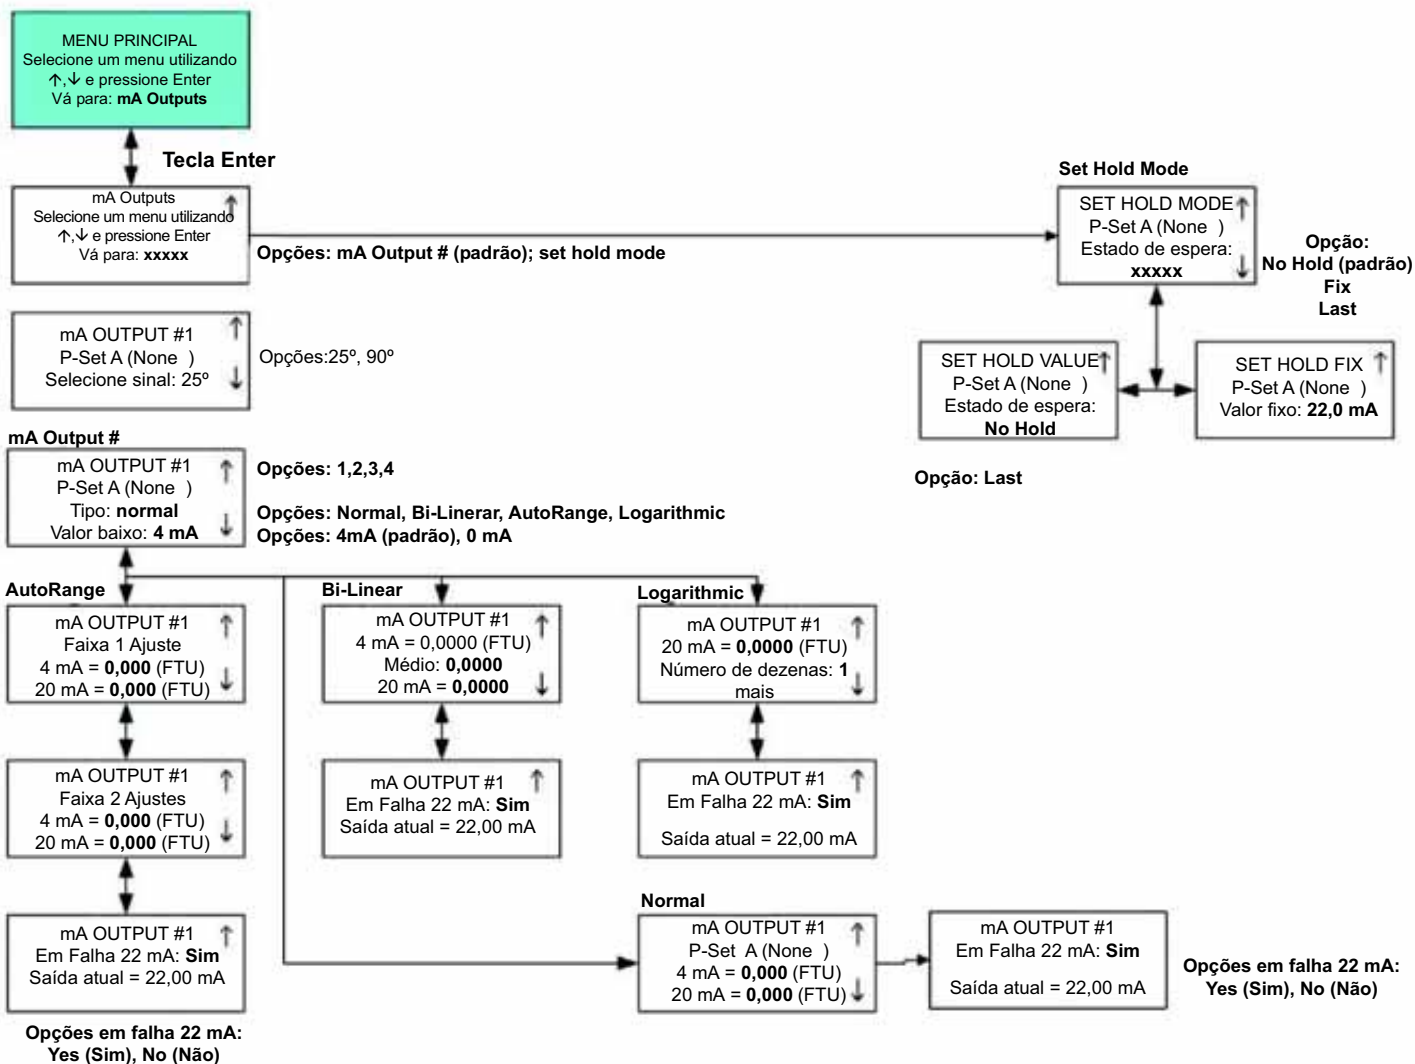 MENU PRINCIPAL
Selecione um menu utilizando
↑,↓ e pressione Enter
Vá para: mA Outputs
Tecla Enter
mA Outputs
Selecione um menu utilizando
↑,↓ e pressione Enter
Vá para: xxxxx
Opções: mA Output # (padrão); set hold mode
Set Hold Mode
SET HOLD MODE
P-Set A (None )
Estado de espera:
xxxxx
Opção:
No Hold (padrão)
Fix
Last
mA OUTPUT #1
P-Set A (None )
Selecione sinal: 25º
Opções:25º, 90º
SET HOLD VALUE
P-Set A (None )
Estado de espera:
No Hold
SET HOLD FIX
P-Set A (None )
Valor fixo: 22,0 mA
Opção: Last
mA Output #
mA OUTPUT #1
P-Set A (None )
Tipo: normal
Valor baixo: 4 mA
Opções: 1,2,3,4
Opções: Normal, Bi-Linerar, AutoRange, Logarithmic
Opções: 4mA (padrão), 0 mA
AutoRange
mA OUTPUT #1
Faixa 1 Ajuste
4 mA = 0,000 (FTU)
20 mA = 0,000 (FTU)
Bi-Linear
mA OUTPUT #1
4 mA = 0,0000 (FTU)
Médio: 0,0000
20 mA = 0,0000
Logarithmic
mA OUTPUT #1
20 mA = 0,0000 (FTU)
Número de dezenas: 1
mais
mA OUTPUT #1
Faixa 2 Ajustes
4 mA = 0,000 (FTU)
20 mA = 0,000 (FTU)
mA OUTPUT #1
Em Falha 22 mA: Sim
Saída atual = 22,00 mA
mA OUTPUT #1
Em Falha 22 mA: Sim
Saída atual = 22,00 mA
mA OUTPUT #1
Em Falha 22 mA: Sim
Saída atual = 22,00 mA
Opções em falha 22 mA:
Yes (Sim), No (Não)
Normal
mA OUTPUT #1
P-Set A (None )
4 mA = 0,000 (FTU)
20 mA = 0,000 (FTU)
mA OUTPUT #1
Em Falha 22 mA: Sim
Saída atual = 22,00 mA
Opções em falha 22 mA:
Yes (Sim), No (Não)